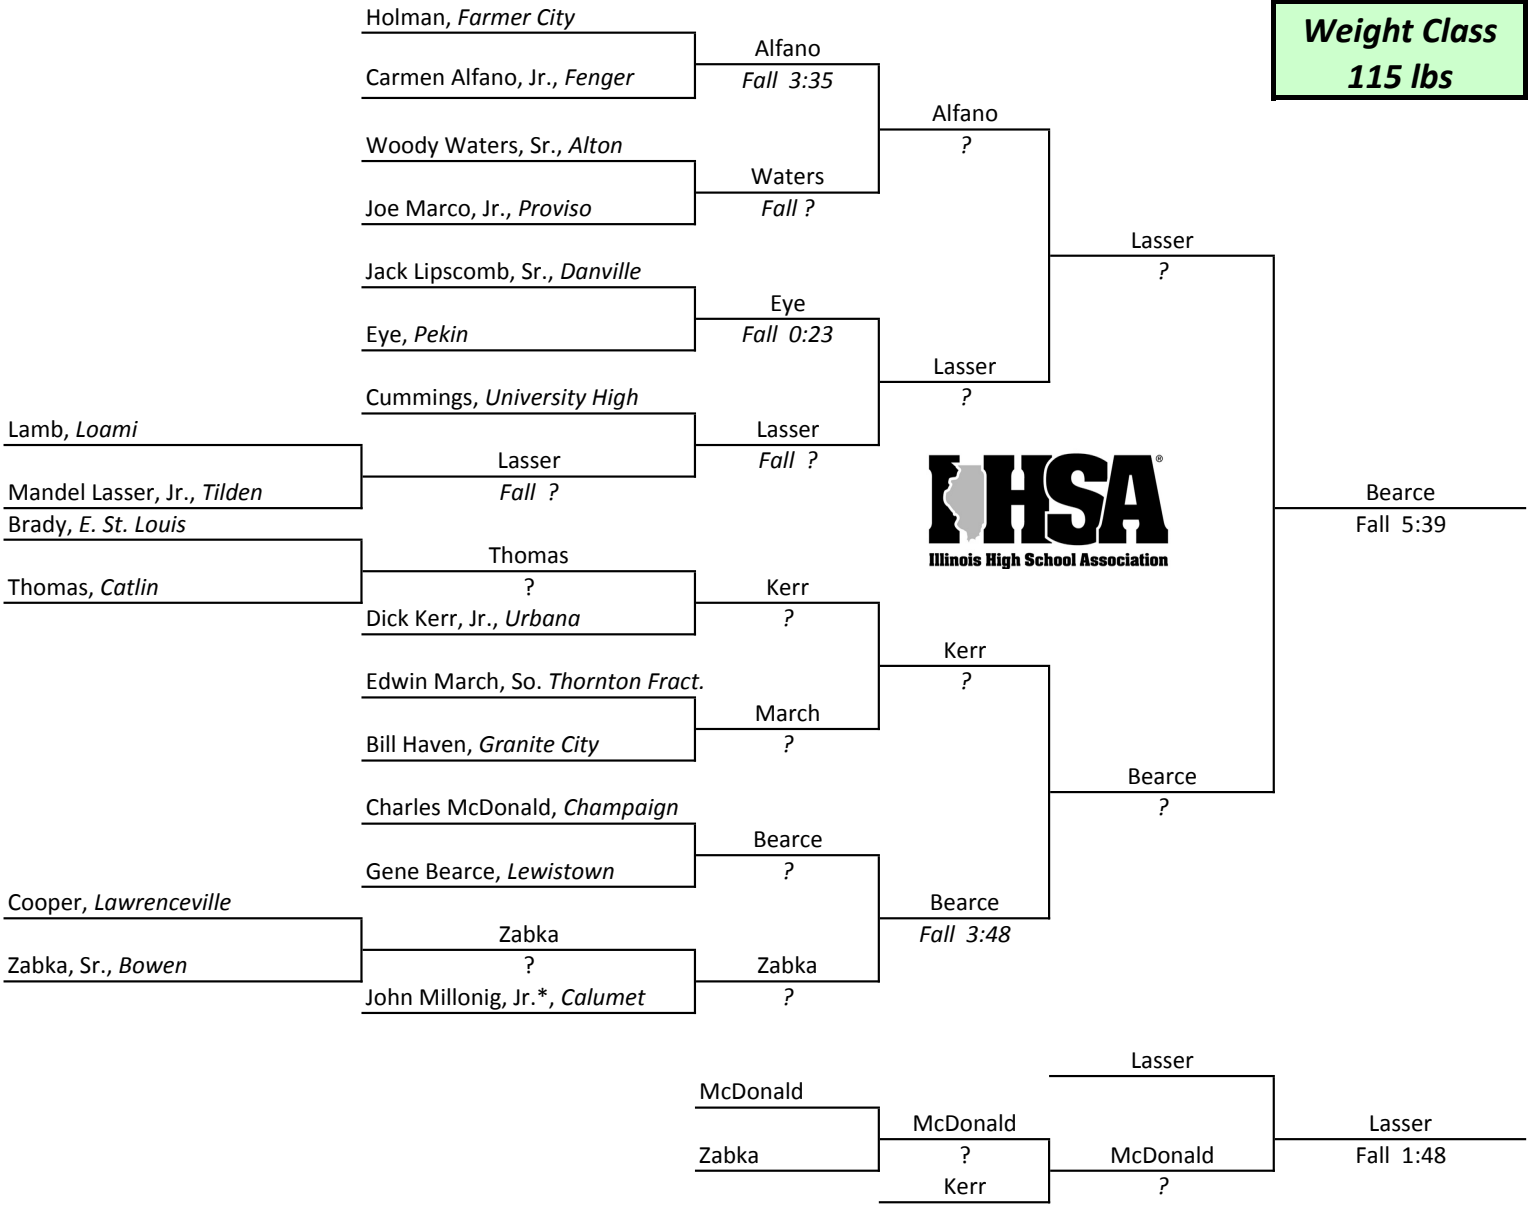 Holman, Farmer City
Weight Class
115 lbs
Alfano
Carmen Alfano, Jr., Fenger
Fall 3:35
Alfano
?
Woody Waters, Sr., Alton
Waters
Joe Marco, Jr., Proviso
Fall ?
Lasser
?
Jack Lipscomb, Sr., Danville
Eye
Eye, Pekin
Fall 0:23
Lasser
?
Cummings, University High
Lamb, Loami
Lasser
Fall ?
Lasser
Fall ?
Mandel Lasser, Jr., Tilden
Brady, E. St. Louis
IHSA®
Illinois High School Association
Bearce
Fall 5:39
Thomas
?
Thomas, Catlin
Kerr
?
Dick Kerr, Jr., Urbana
Kerr
?
Edwin March, So. Thornton Fract.
March
?
Bill Haven, Granite City
Bearce
?
Charles McDonald, Champaign
Bearce
?
Gene Bearce, Lewistown
Cooper, Lawrenceville
Bearce
Fall 3:48
Zabka
?
Zabka, Sr., Bowen
Zabka
?
John Millonig, Jr.*, Calumet
Lasser
McDonald
McDonald
?
Lasser
Fall 1:48
Zabka
McDonald
?
Kerr